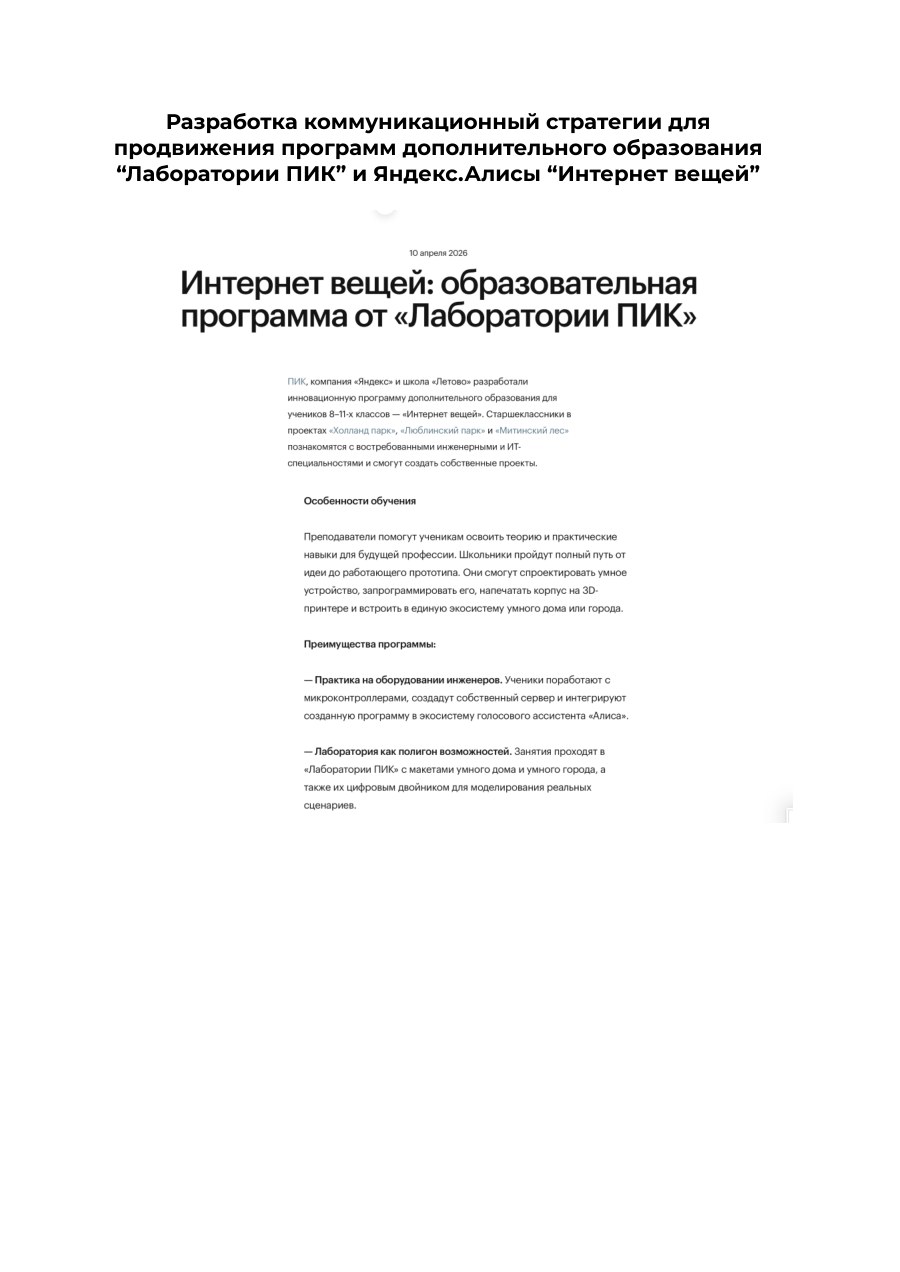 Разработка коммуникационный стратегии для
продвижения программ дополнительного образования
“Лаборатории ПИК” и Яндекс.Алисы “Интернет вещей”
10 апреля 2026
Интернет вещей: образовательная
программа от «Лаборатории ПИК»
ПИК, компания «Яндекс» и школа «Летово» разработали
инновационную программу дополнительного образования для
учеников 8–11-х классов — «Интернет вещей». Старшеклассники в
проектах «Холланд парк», «Люблинский парк» и «Митинский лес»
познакомятся с востребованными инженерными и ИТ-
специальностями и смогут создать собственные проекты.
Особенности обучения
Преподаватели помогут ученикам освоить теорию и практические
навыки для будущей профессии. Школьники пройдут полный путь от
идеи до работающего прототипа. Они смогут спроектировать умное
устройство, запрограммировать его, напечатать корпус на 3D-
принтере и встроить в единую экосистему умного дома или города.
Преимущества программы:
— Практика на оборудовании инженеров. Ученики поработают с
микроконтроллерами, создадут собственный сервер и интегрируют
созданную программу в экосистему голосового ассистента «Алиса».
— Лаборатория как полигон возможностей. Занятия проходят в
«Лаборатории ПИК» с макетами умного дома и умного города, а
также их цифровым двойником для моделирования реальных
сценариев.